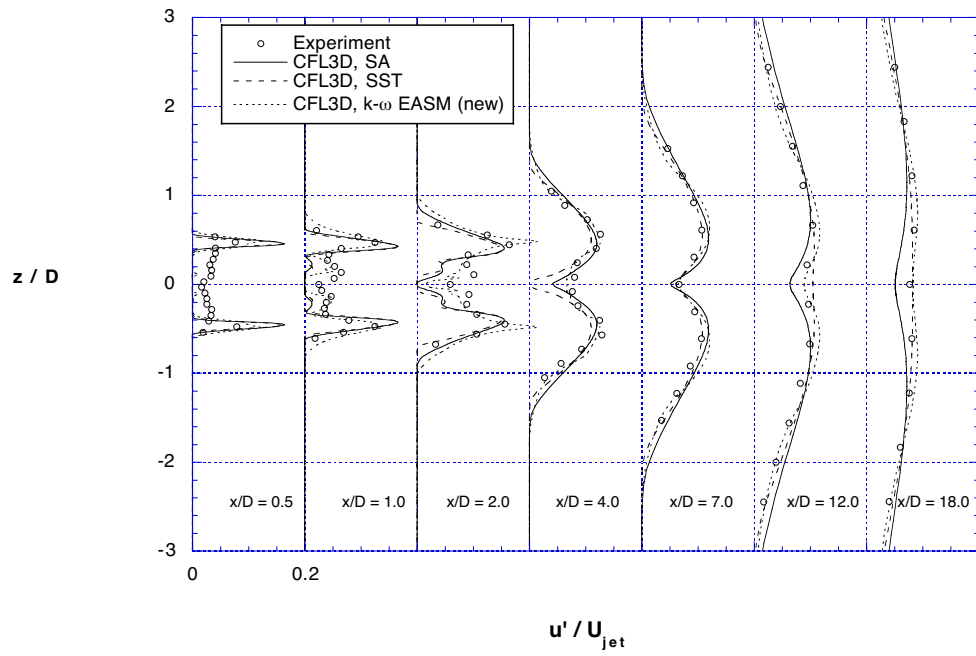 3
Experiment
CFL3D, SA
CFL3D, SST
CFL3D, k-ω EASM (new)
2
1
z / D
0
-1
-2
x/D = 0.5
x/D = 1.0
x/D = 2.0
x/D = 4.0
x/D = 7.0
x/D = 12.0
x/D = 18.0
-3
0
0.2
u' / U_jet